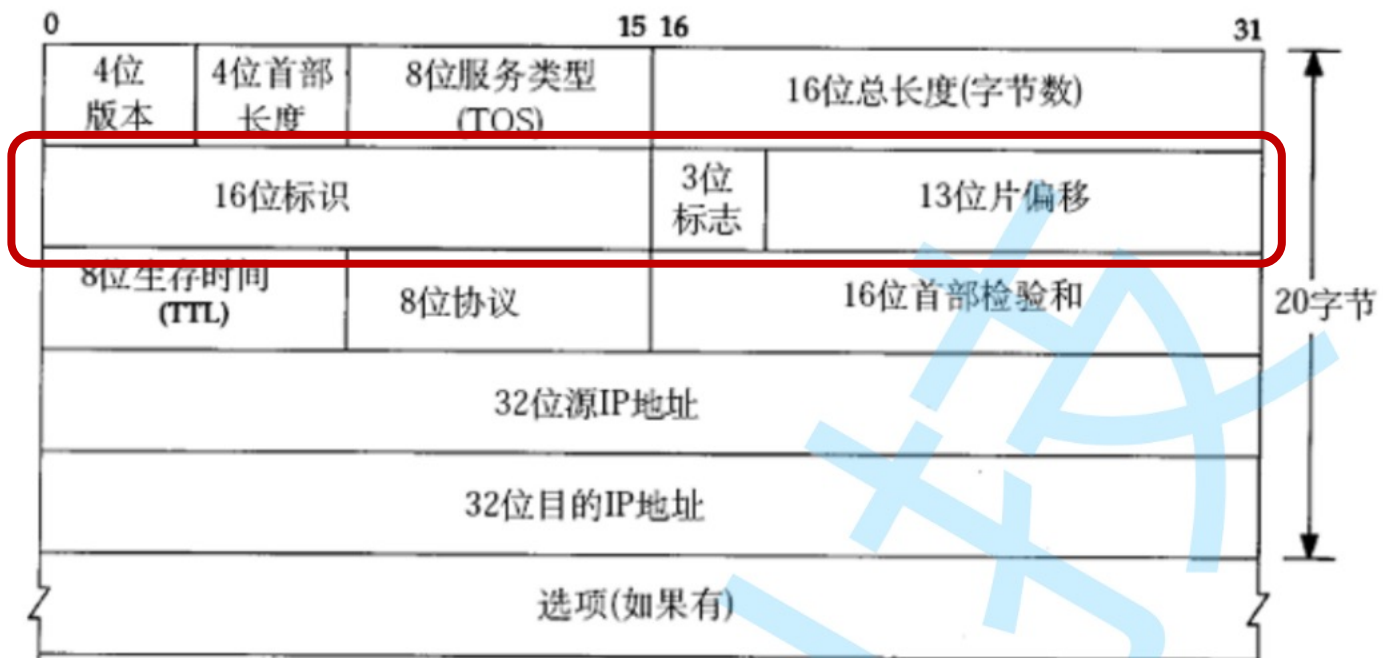 0 15 16 31
4位
版本
4位首部
长度
8位服务类型
(TOS)
16位总长度(字节数)
16位标识
3位
标志
13位片偏移
8位生存时间
(TTL)
8位协议
16位首部检验和
20字节
32位源IP地址
32位目的IP地址
选项(如果有)